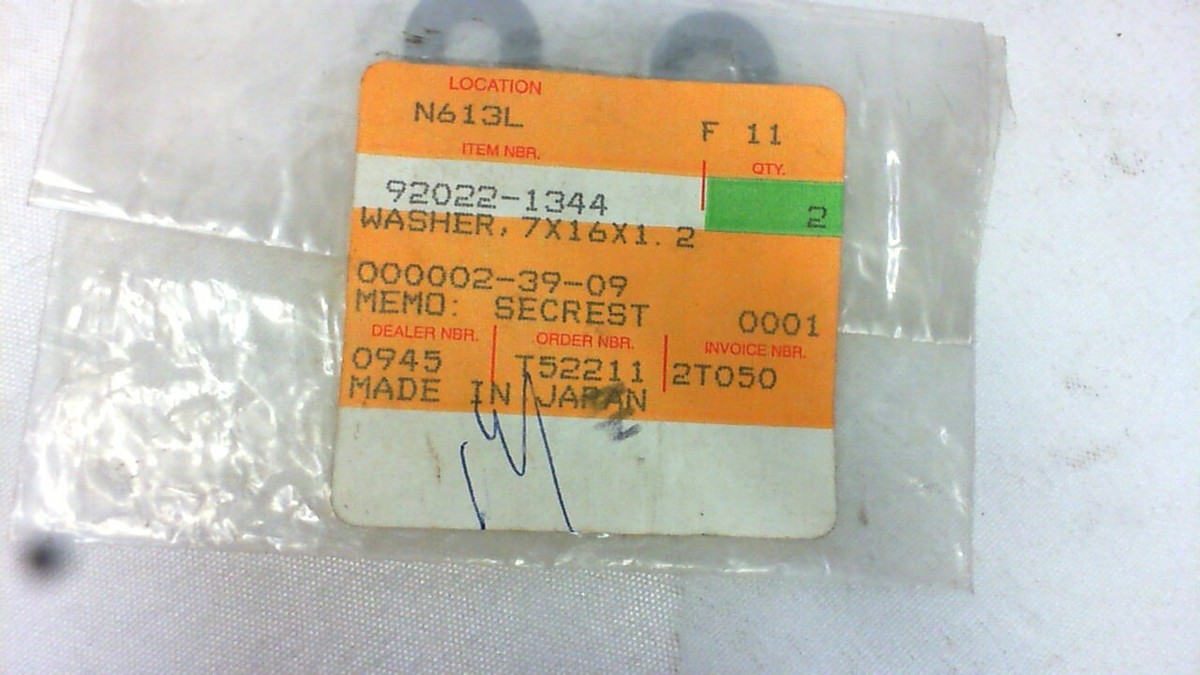 LOCATION
N613L
F 11
ITEM NBR.
QTY.
92022-1344
2
WASHER, 7X16X1.2
000002-39-09
MEMO: SECREST
0001
DEALER NBR.
ORDER NBR.
INVOICE NBR.
0945
T52211
2T050
MADE IN JAPAN